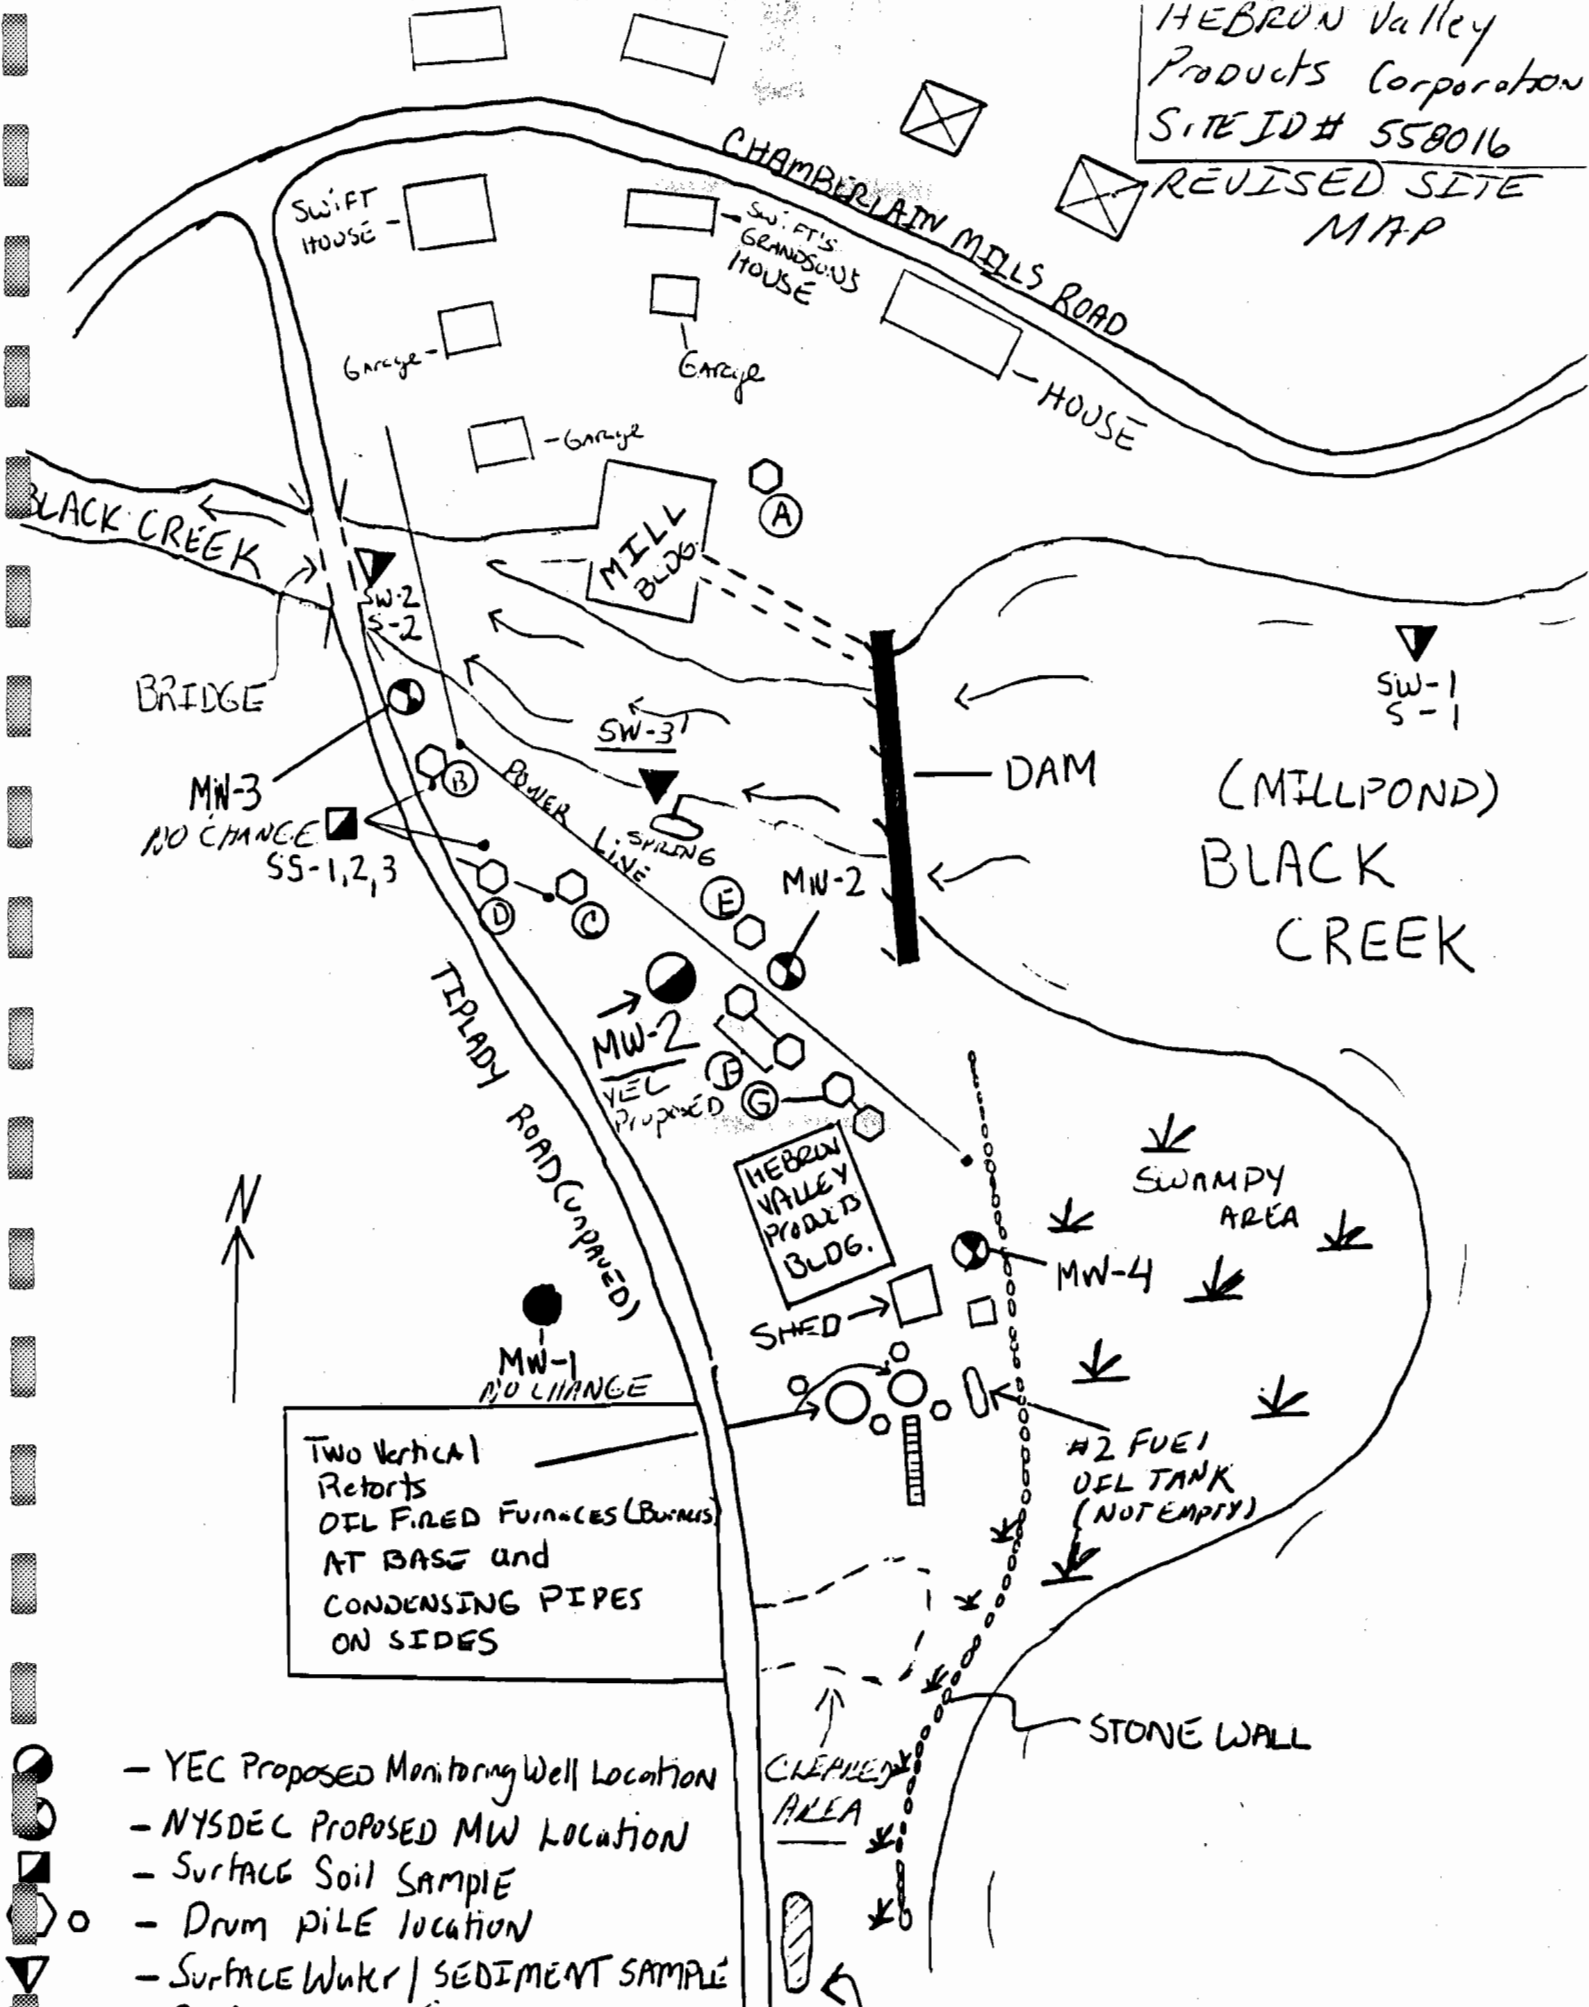 HEBRON Valley
Products Corporation
SITE ID# 558016
REVISED SITE
MAP
CHAMBERLAIN MILLS ROAD
SWIFT
HOUSE
SWIFT'S
GRANDSONS
HOUSE
Garage
Garage
HOUSE
Garage
A
MILL
BLDG.
BLACK CREEK
SW-2
S-2
BRIDGE
SW-1
S-1
SW-3
MW-3
NO CHANGE
SS-1,2,3
B
POWER
LINE
SPRING
DAM
(MILLPOND)
BLACK
CREEK
E
MW-2
D
C
MW-2
YEC
Proposed
F
G
TIPLADY ROAD (UNPAVED)
HEBRON
VALLEY
PRODUCTS
BLDG.
SWAMPY
AREA
N
MW-4
SHED
MW-1
NO CHANGE
Two Vertical
Retorts
OIL FIRED Furnaces (Burners)
AT BASE and
CONDENSING PIPES
ON SIDES
#2 FUEl
OIL TANK
(NOT EMPTY)
STONE WALL
CLEARED
AREA
- YEC Proposed Monitoring Well Location
- NYSDEC PROPOSED MW LOCATION
- SurfACE Soil SAMPlE
- Drum PiLE location
- SurfACE Water / SEDIMENT SAMPLE